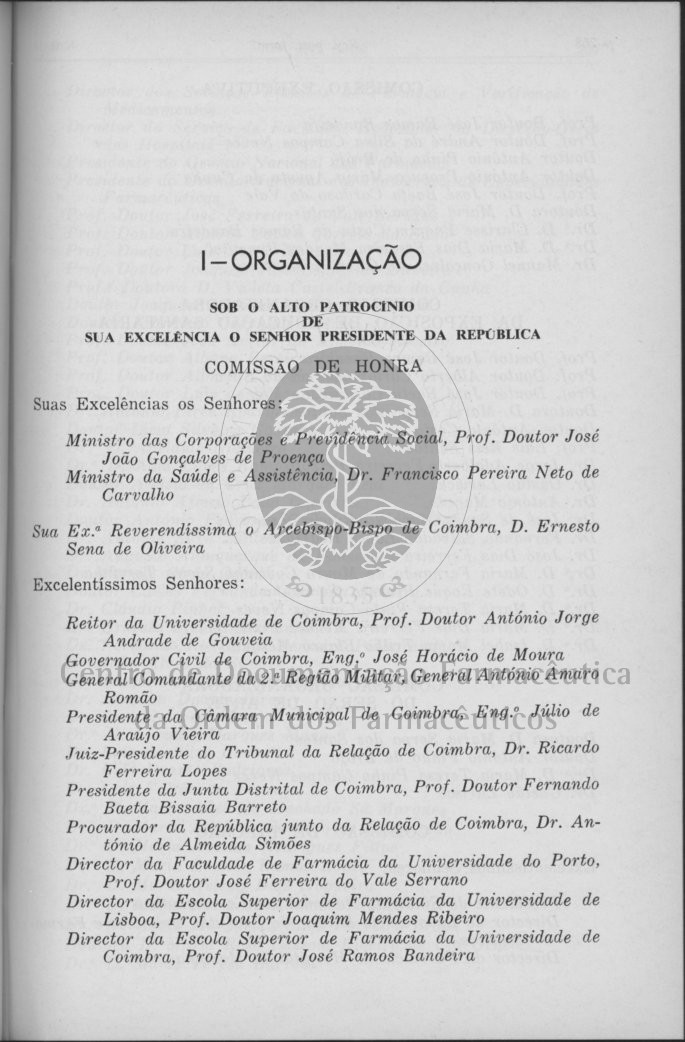 I—ORGANIZAÇÃO
SOB O ALTO PATROCÍNIO
DE
SUA EXCELÊNCIA O SENHOR PRESIDENTE DA REPÚBLICA
COMISSÃO DE HONRA
Suas Excelências os Senhores:
Ministro das Corporações e Previdência Social, Prof. Doutor José
João Gonçalves de Proença
Ministro da Saúde e Assistência, Dr. Francisco Pereira Neto de
Carvalho
Sua Ex.ª Reverendíssima o Arcebispo-Bispo de Coimbra, D. Ernesto
Sena de Oliveira
Excelentíssimos Senhores:
1835
Reitor da Universidade de Coimbra, Prof. Doutor António Jorge
Andrade de Gouveia
Governador Civil de Coimbra, Eng.º José Horácio de Moura
Centro de Documentação Farmacêutica
General Comandante da 2.ª Região Militar, General António Amaro
Romão
Presidente da Câmara Municipal de Coimbra, Eng.º Júlio de
da Ordem dos Farmacêuticos
Araújo Vieira
Juiz-Presidente do Tribunal da Relação de Coimbra, Dr. Ricardo
Ferreira Lopes
Presidente da Junta Distrital de Coimbra, Prof. Doutor Fernando
Baeta Bissaia Barreto
Procurador da República junto da Relação de Coimbra, Dr. An-
tónio de Almeida Simões
Director da Faculdade de Farmácia da Universidade do Porto,
Prof. Doutor José Ferreira do Vale Serrano
Director da Escola Superior de Farmácia da Universidade de
Lisboa, Prof. Doutor Joaquim Mendes Ribeiro
Director da Escola Superior de Farmácia da Universidade de
Coimbra, Prof. Doutor José Ramos Bandeira